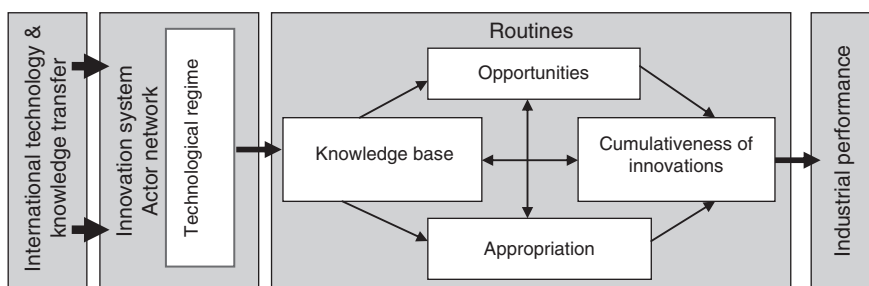 International technology &
knowledge transfer
Innovation system
Actor network
Technological regime
Routines
Opportunities
Knowledge base
Cumulativeness of
innovations
Appropriation
Industrial performance